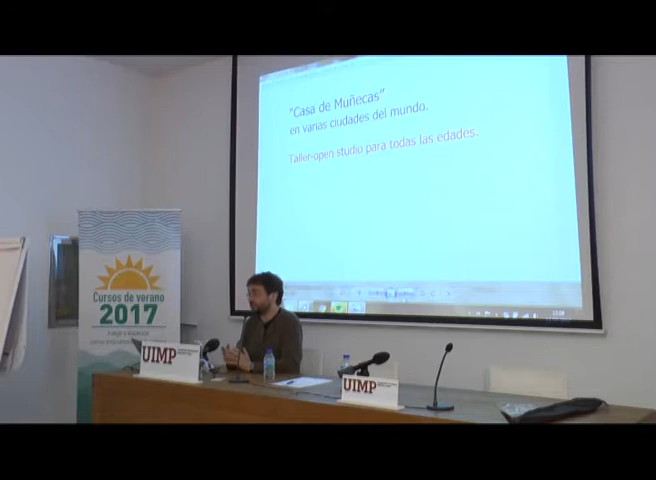 "Casa de Muñecas"
en varias ciudades del mundo.
Taller-open studio para todas las edades.
Cursos de verano
2017
UIMP
UIMP